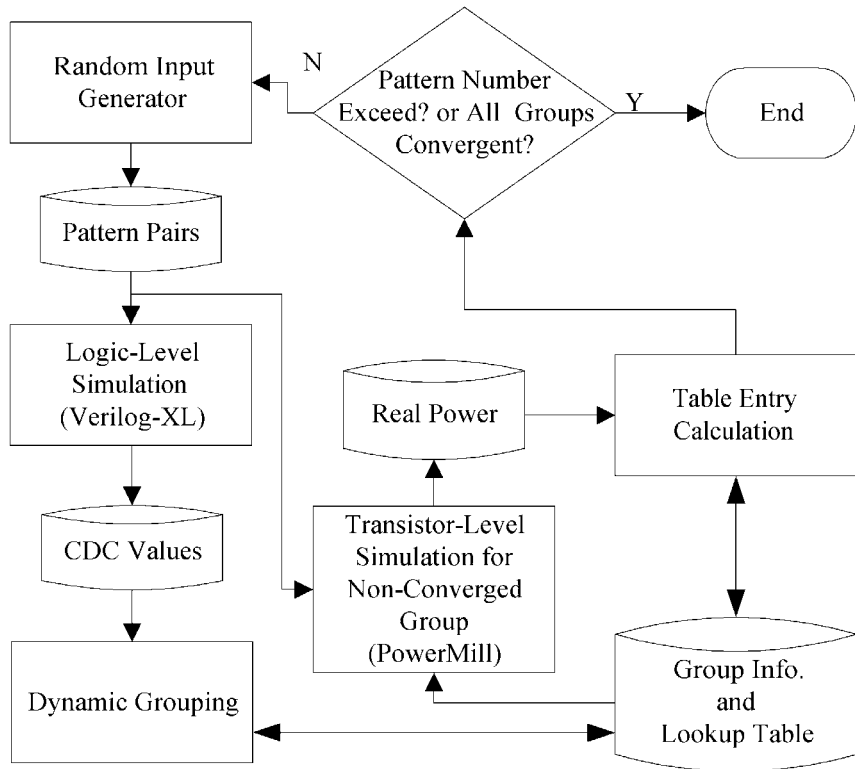 Random Input
Generator
N
Pattern Number
Exceed? or All Groups
Convergent?
Y
End
Pattern Pairs
Logic-Level
Simulation
(Verilog-XL)
Real Power
Table Entry
Calculation
CDC Values
Transistor-Level
Simulation for
Non-Converged
Group
(PowerMill)
Dynamic Grouping
Group Info.
and
Lookup Table